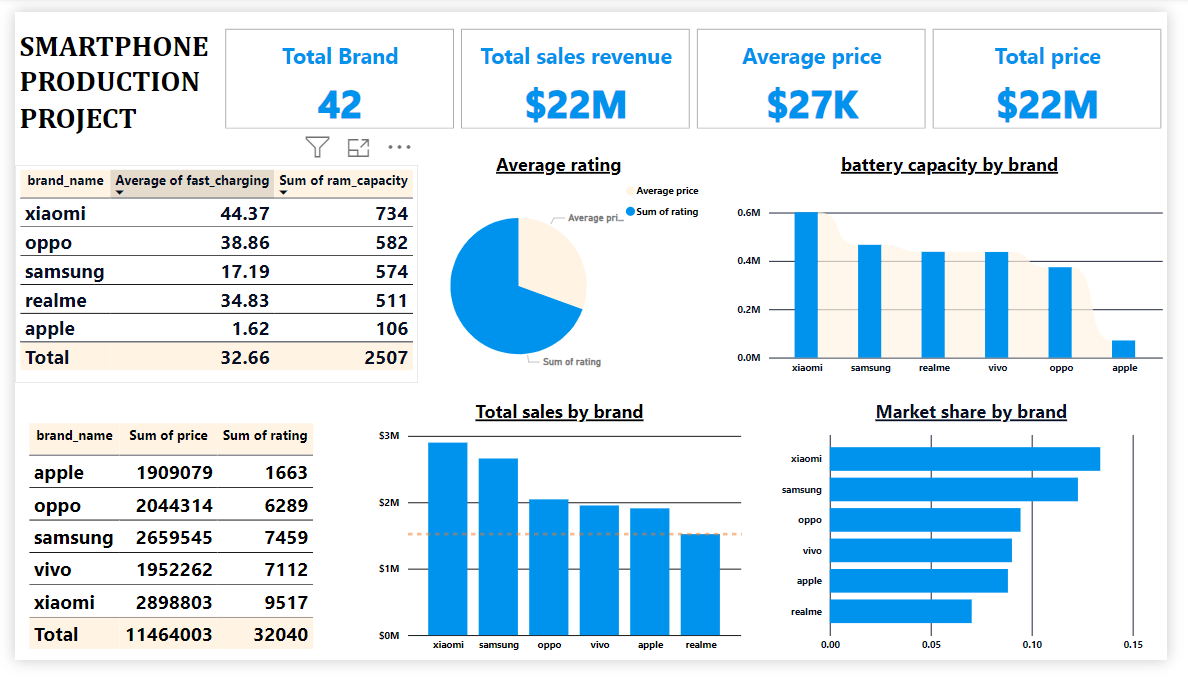 SMARTPHONE
PRODUCTION
PROJECT
Total Brand
42
Total sales revenue
$22M
Average price
$27K
Total price
$22M
brand_name Average of fast_charging Sum of ram_capacity
xiaomi 44.37 734
oppo 38.86 582
samsung 17.19 574
realme 34.83 511
apple 1.62 106
Total 32.66 2507
Average rating
Average price
Sum of rating
Average pri...
Sum of rating
battery capacity by brand
0.6M
0.4M
0.2M
0.0M
xiaomi samsung realme vivo oppo apple
brand_name Sum of price Sum of rating
apple 1909079 1663
oppo 2044314 6289
samsung 2659545 7459
vivo 1952262 7112
xiaomi 2898803 9517
Total 11464003 32040
Total sales by brand
$3M
$2M
$1M
$0M
xiaomi samsung oppo vivo apple realme
Market share by brand
xiaomi
samsung
oppo
vivo
apple
realme
0.00 0.05 0.10 0.15